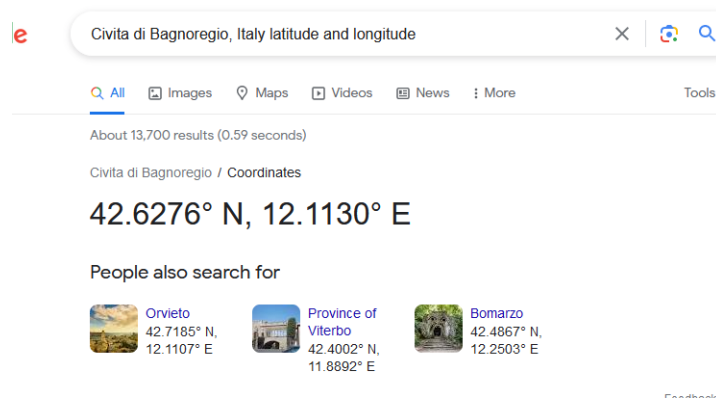 e
Civita di Bagnoregio, Italy latitude and longitude
All Images Maps Videos News More Tools
About 13,700 results (0.59 seconds)
Civita di Bagnoregio / Coordinates
42.6276° N, 12.1130° E
People also search for
Orvieto
42.7185° N,
12.1107° E
Province of
Viterbo
42.4002° N,
11.8892° E
Bomarzo
42.4867° N,
12.2503° E